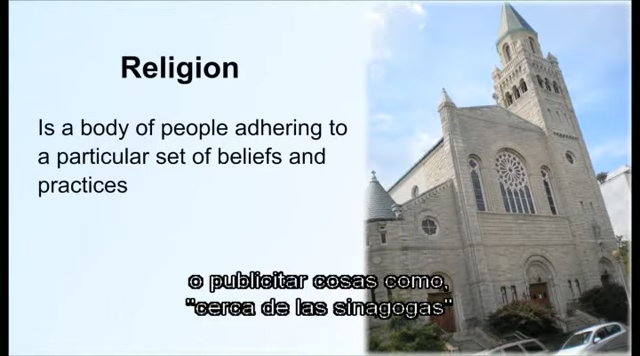 Religion
Is a body of people adhering to
a particular set of beliefs and
practices
o publicitar cosas como,
"cerca de las sinagogas"